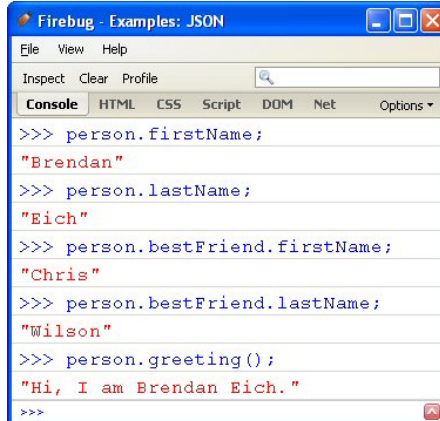 Firebug - Examples: JSON
File View Help
Inspect Clear Profile
Console HTML CSS Script DOM Net Options
>>> person.firstName;
"Brendan"
>>> person.lastName;
"Eich"
>>> person.bestFriend.firstName;
"Chris"
>>> person.bestFriend.lastName;
"Wilson"
>>> person.greeting();
"Hi, I am Brendan Eich."
>>>